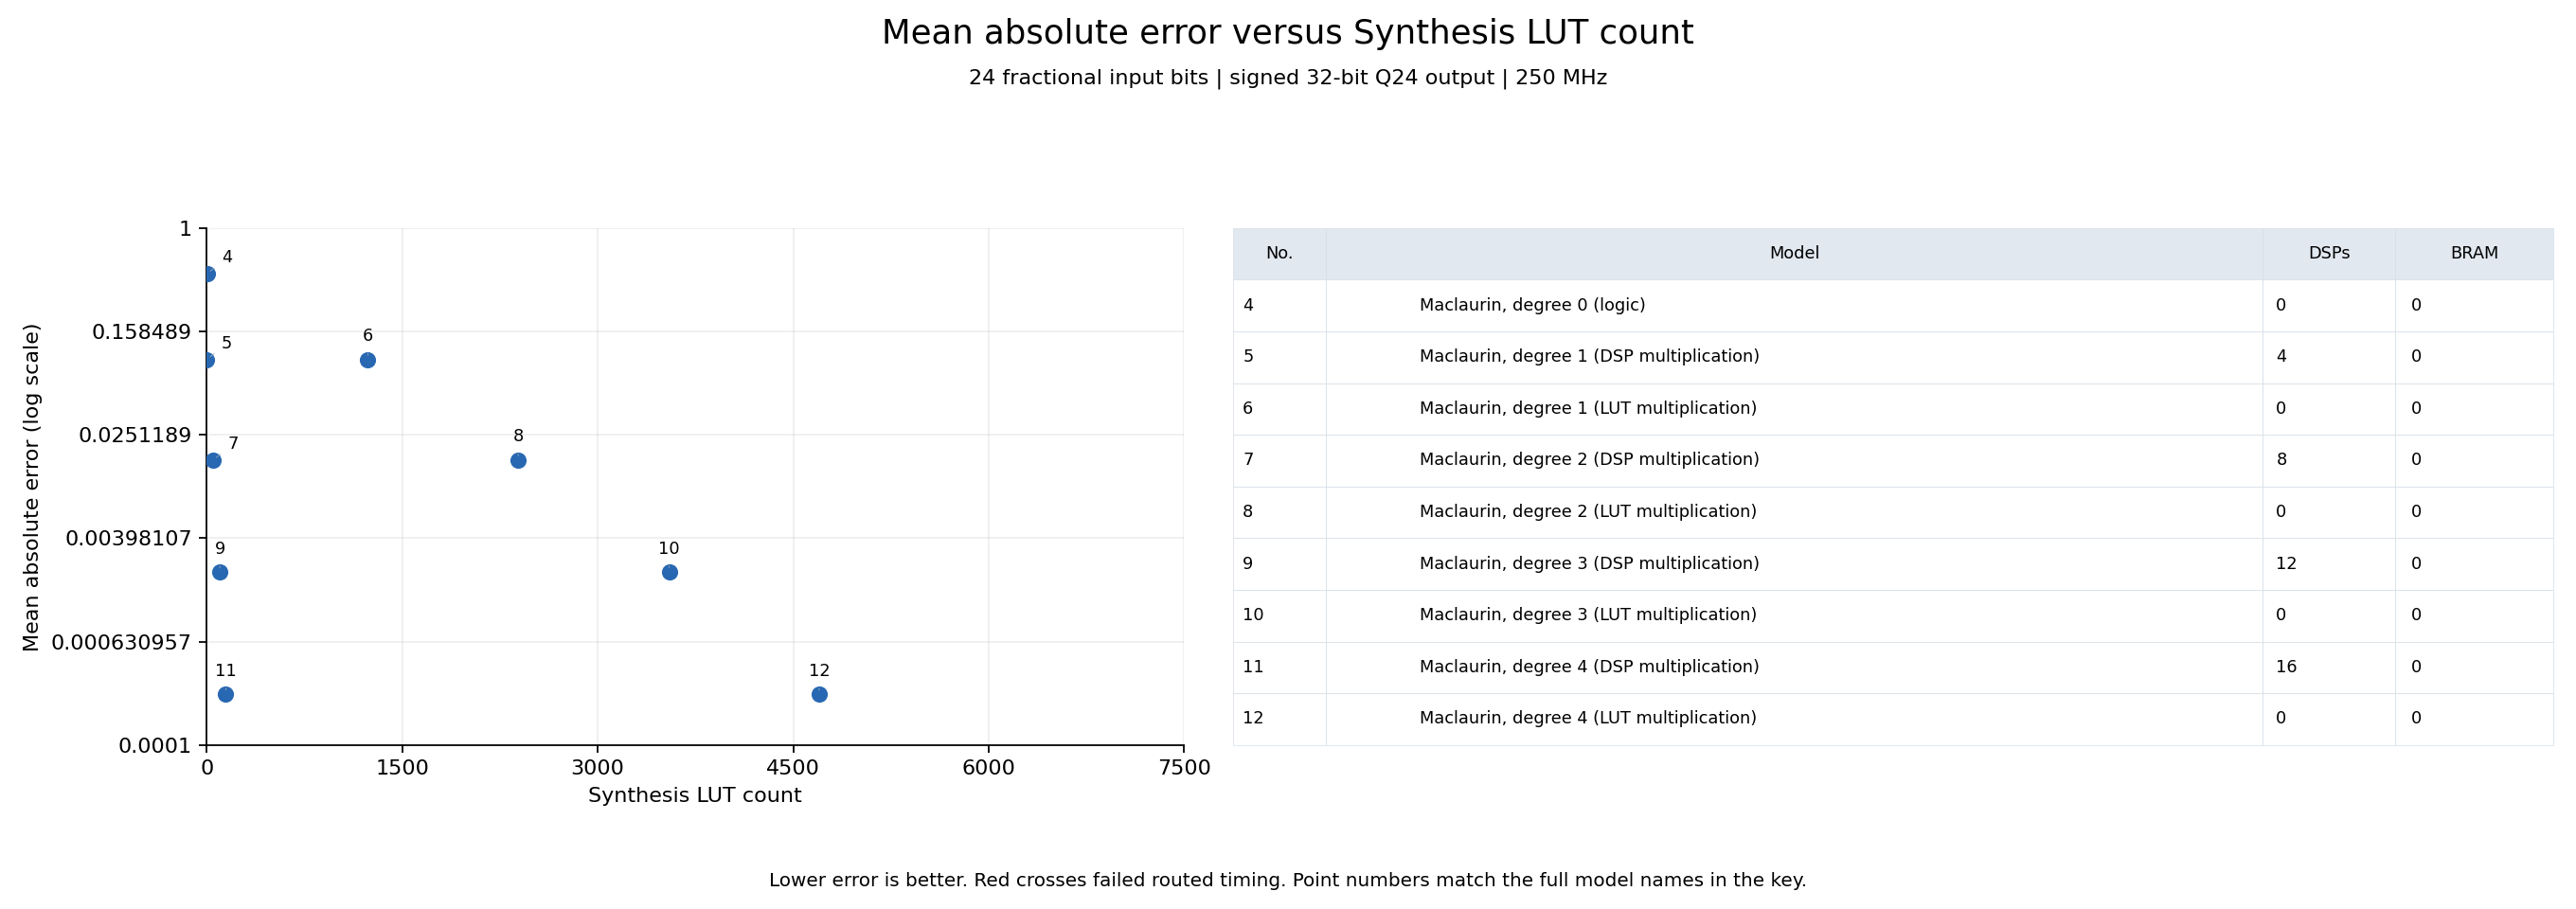 Mean absolute error versus Synthesis LUT count
24 fractional input bits | signed 32-bit Q24 output | 250 MHz
Mean absolute error (log scale)
1
0.158489
0.0251189
0.00398107
0.000630957
0.0001
4
5
6
7
8
9
10
11
12
0
1500
3000
4500
6000
7500
Synthesis LUT count
No. Model DSPs BRAM
4 Maclaurin, degree 0 (logic) 0 0
5 Maclaurin, degree 1 (DSP multiplication) 4 0
6 Maclaurin, degree 1 (LUT multiplication) 0 0
7 Maclaurin, degree 2 (DSP multiplication) 8 0
8 Maclaurin, degree 2 (LUT multiplication) 0 0
9 Maclaurin, degree 3 (DSP multiplication) 12 0
10 Maclaurin, degree 3 (LUT multiplication) 0 0
11 Maclaurin, degree 4 (DSP multiplication) 16 0
12 Maclaurin, degree 4 (LUT multiplication) 0 0
Lower error is better. Red crosses failed routed timing. Point numbers match the full model names in the key.